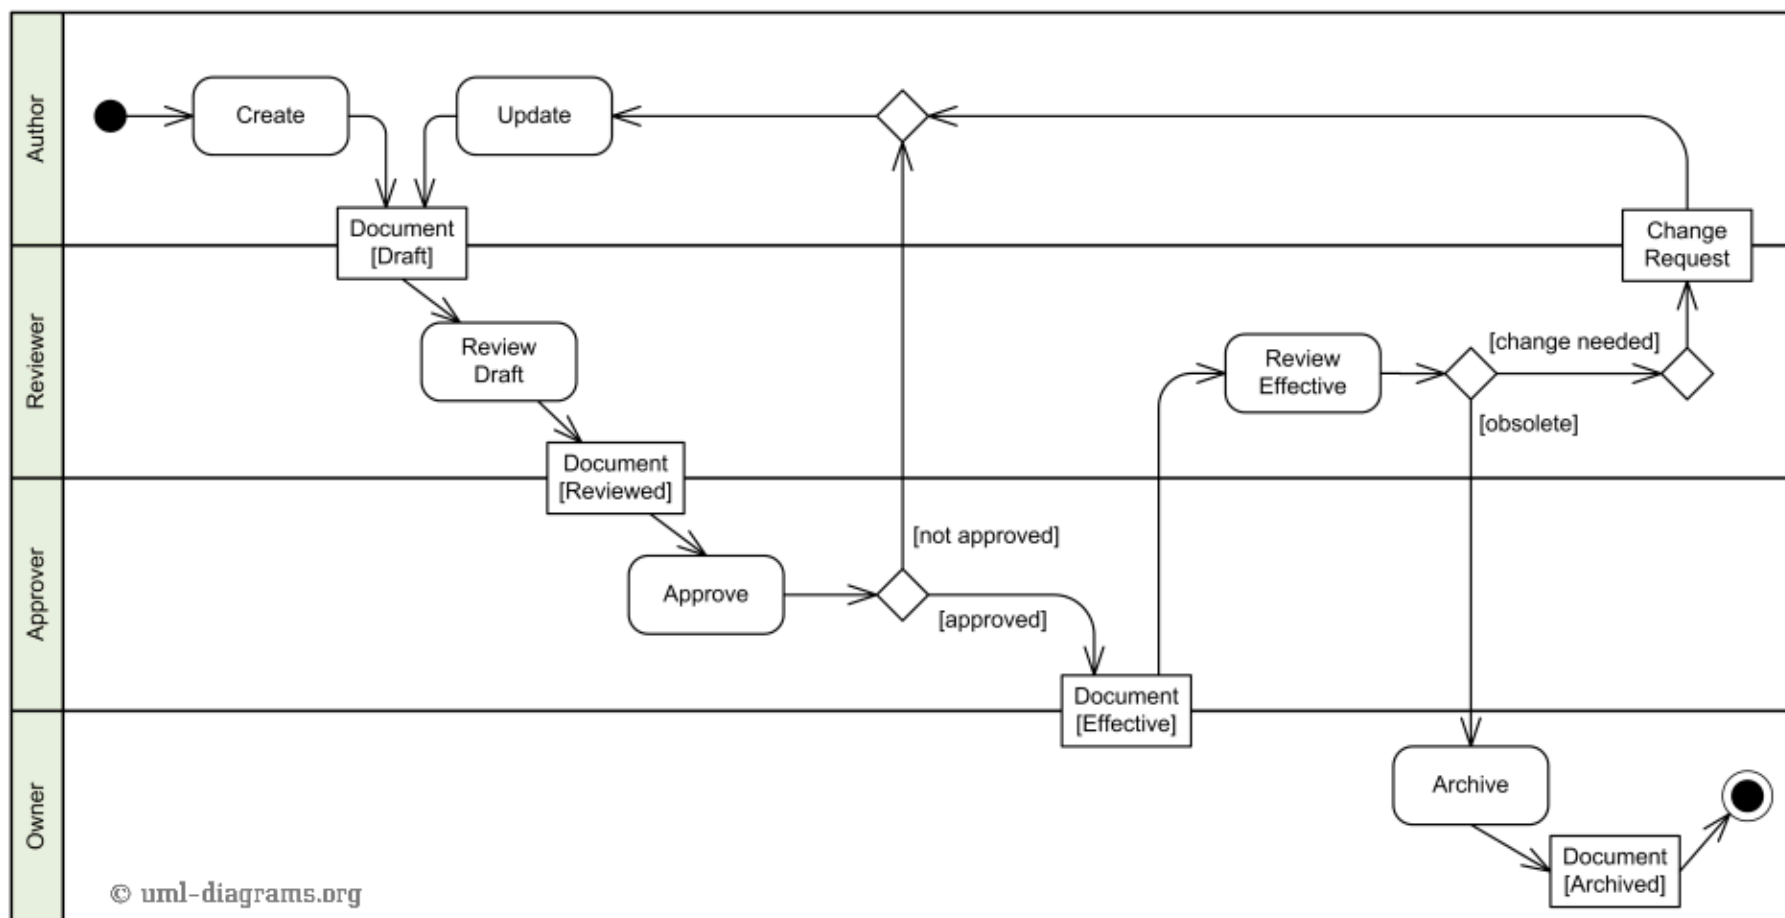 Author
Create
Update
Document
[Draft]
Change
Request
Reviewer
Review
Draft
Review
Effective
[change needed]
[obsolete]
Document
[Reviewed]
Approver
[not approved]
Approve
[approved]
Document
[Effective]
Owner
Archive
Document
[Archived]
© uml-diagrams.org